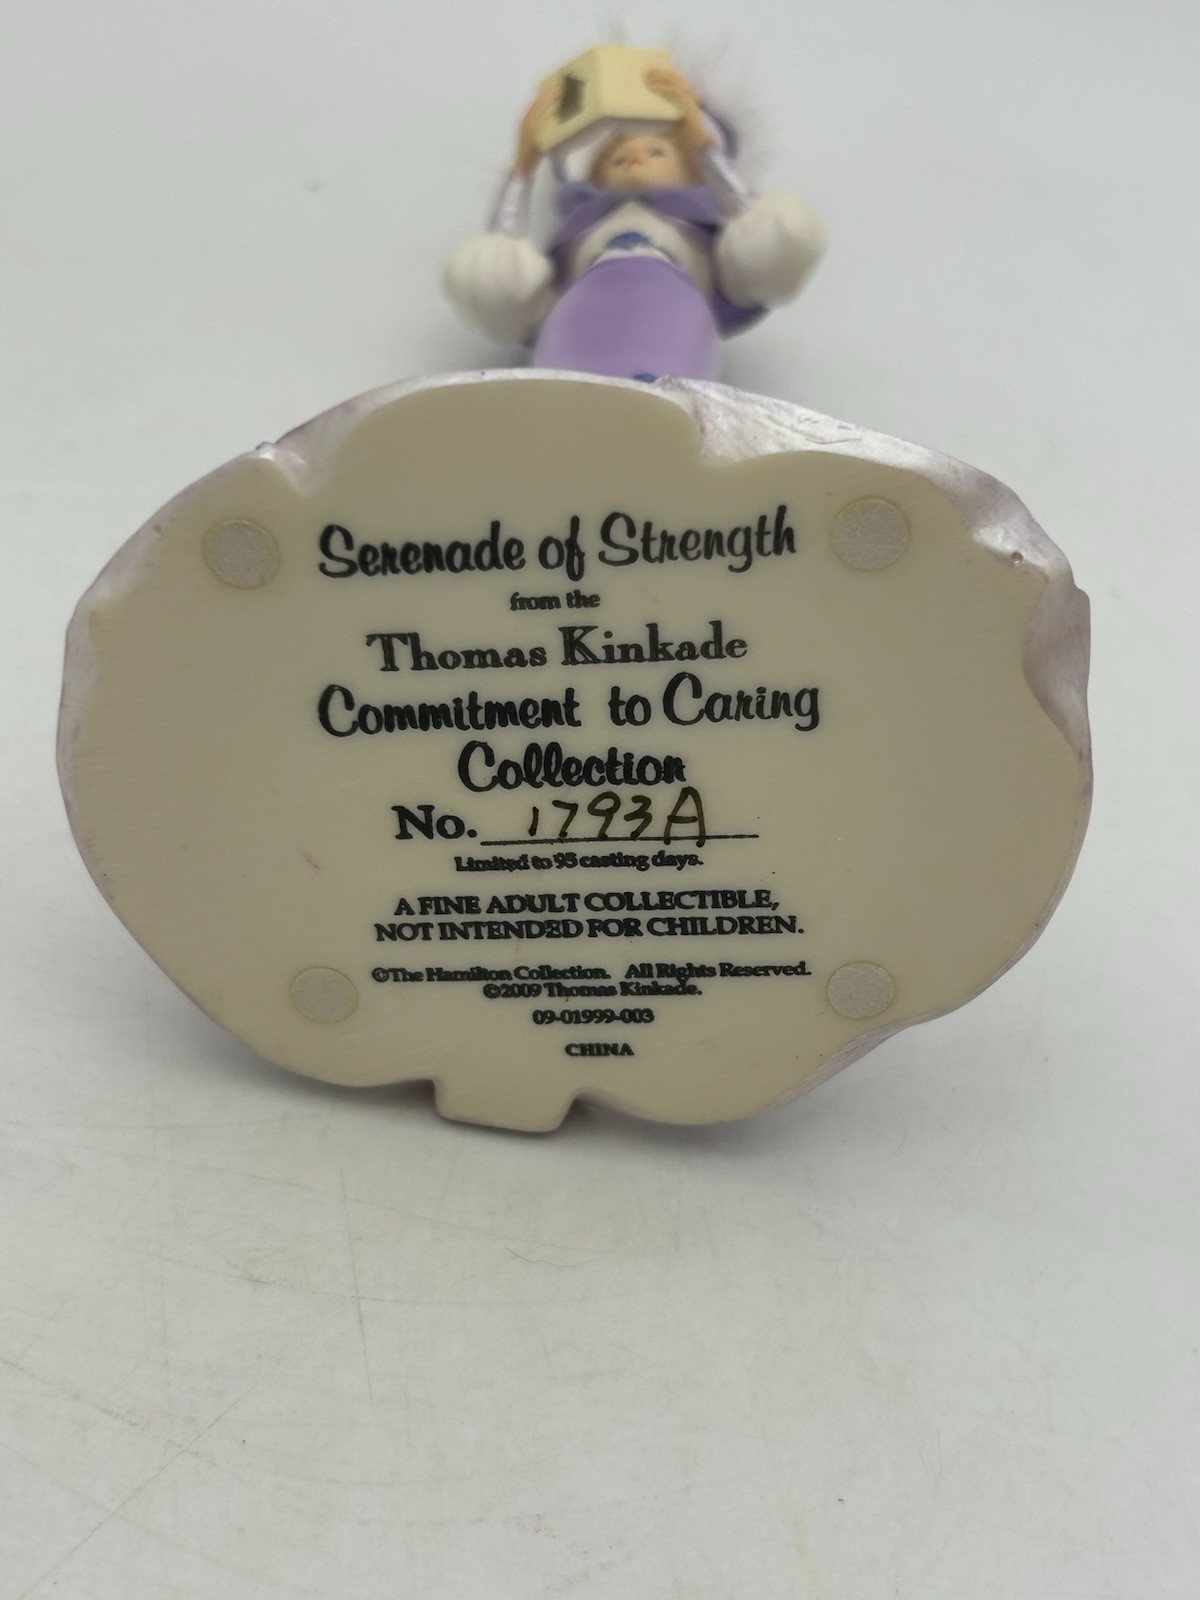 Serenade of Strength
from the
Thomas Kinkade
Commitment to Caring
Collection
No. 1793A
Limited to 95 casting days.
A FINE ADULT COLLECTIBLE,
NOT INTENDED FOR CHILDREN.
©The Hamilton Collection. All Rights Reserved.
©2009 Thomas Kinkade.
09-01999-003
CHINA